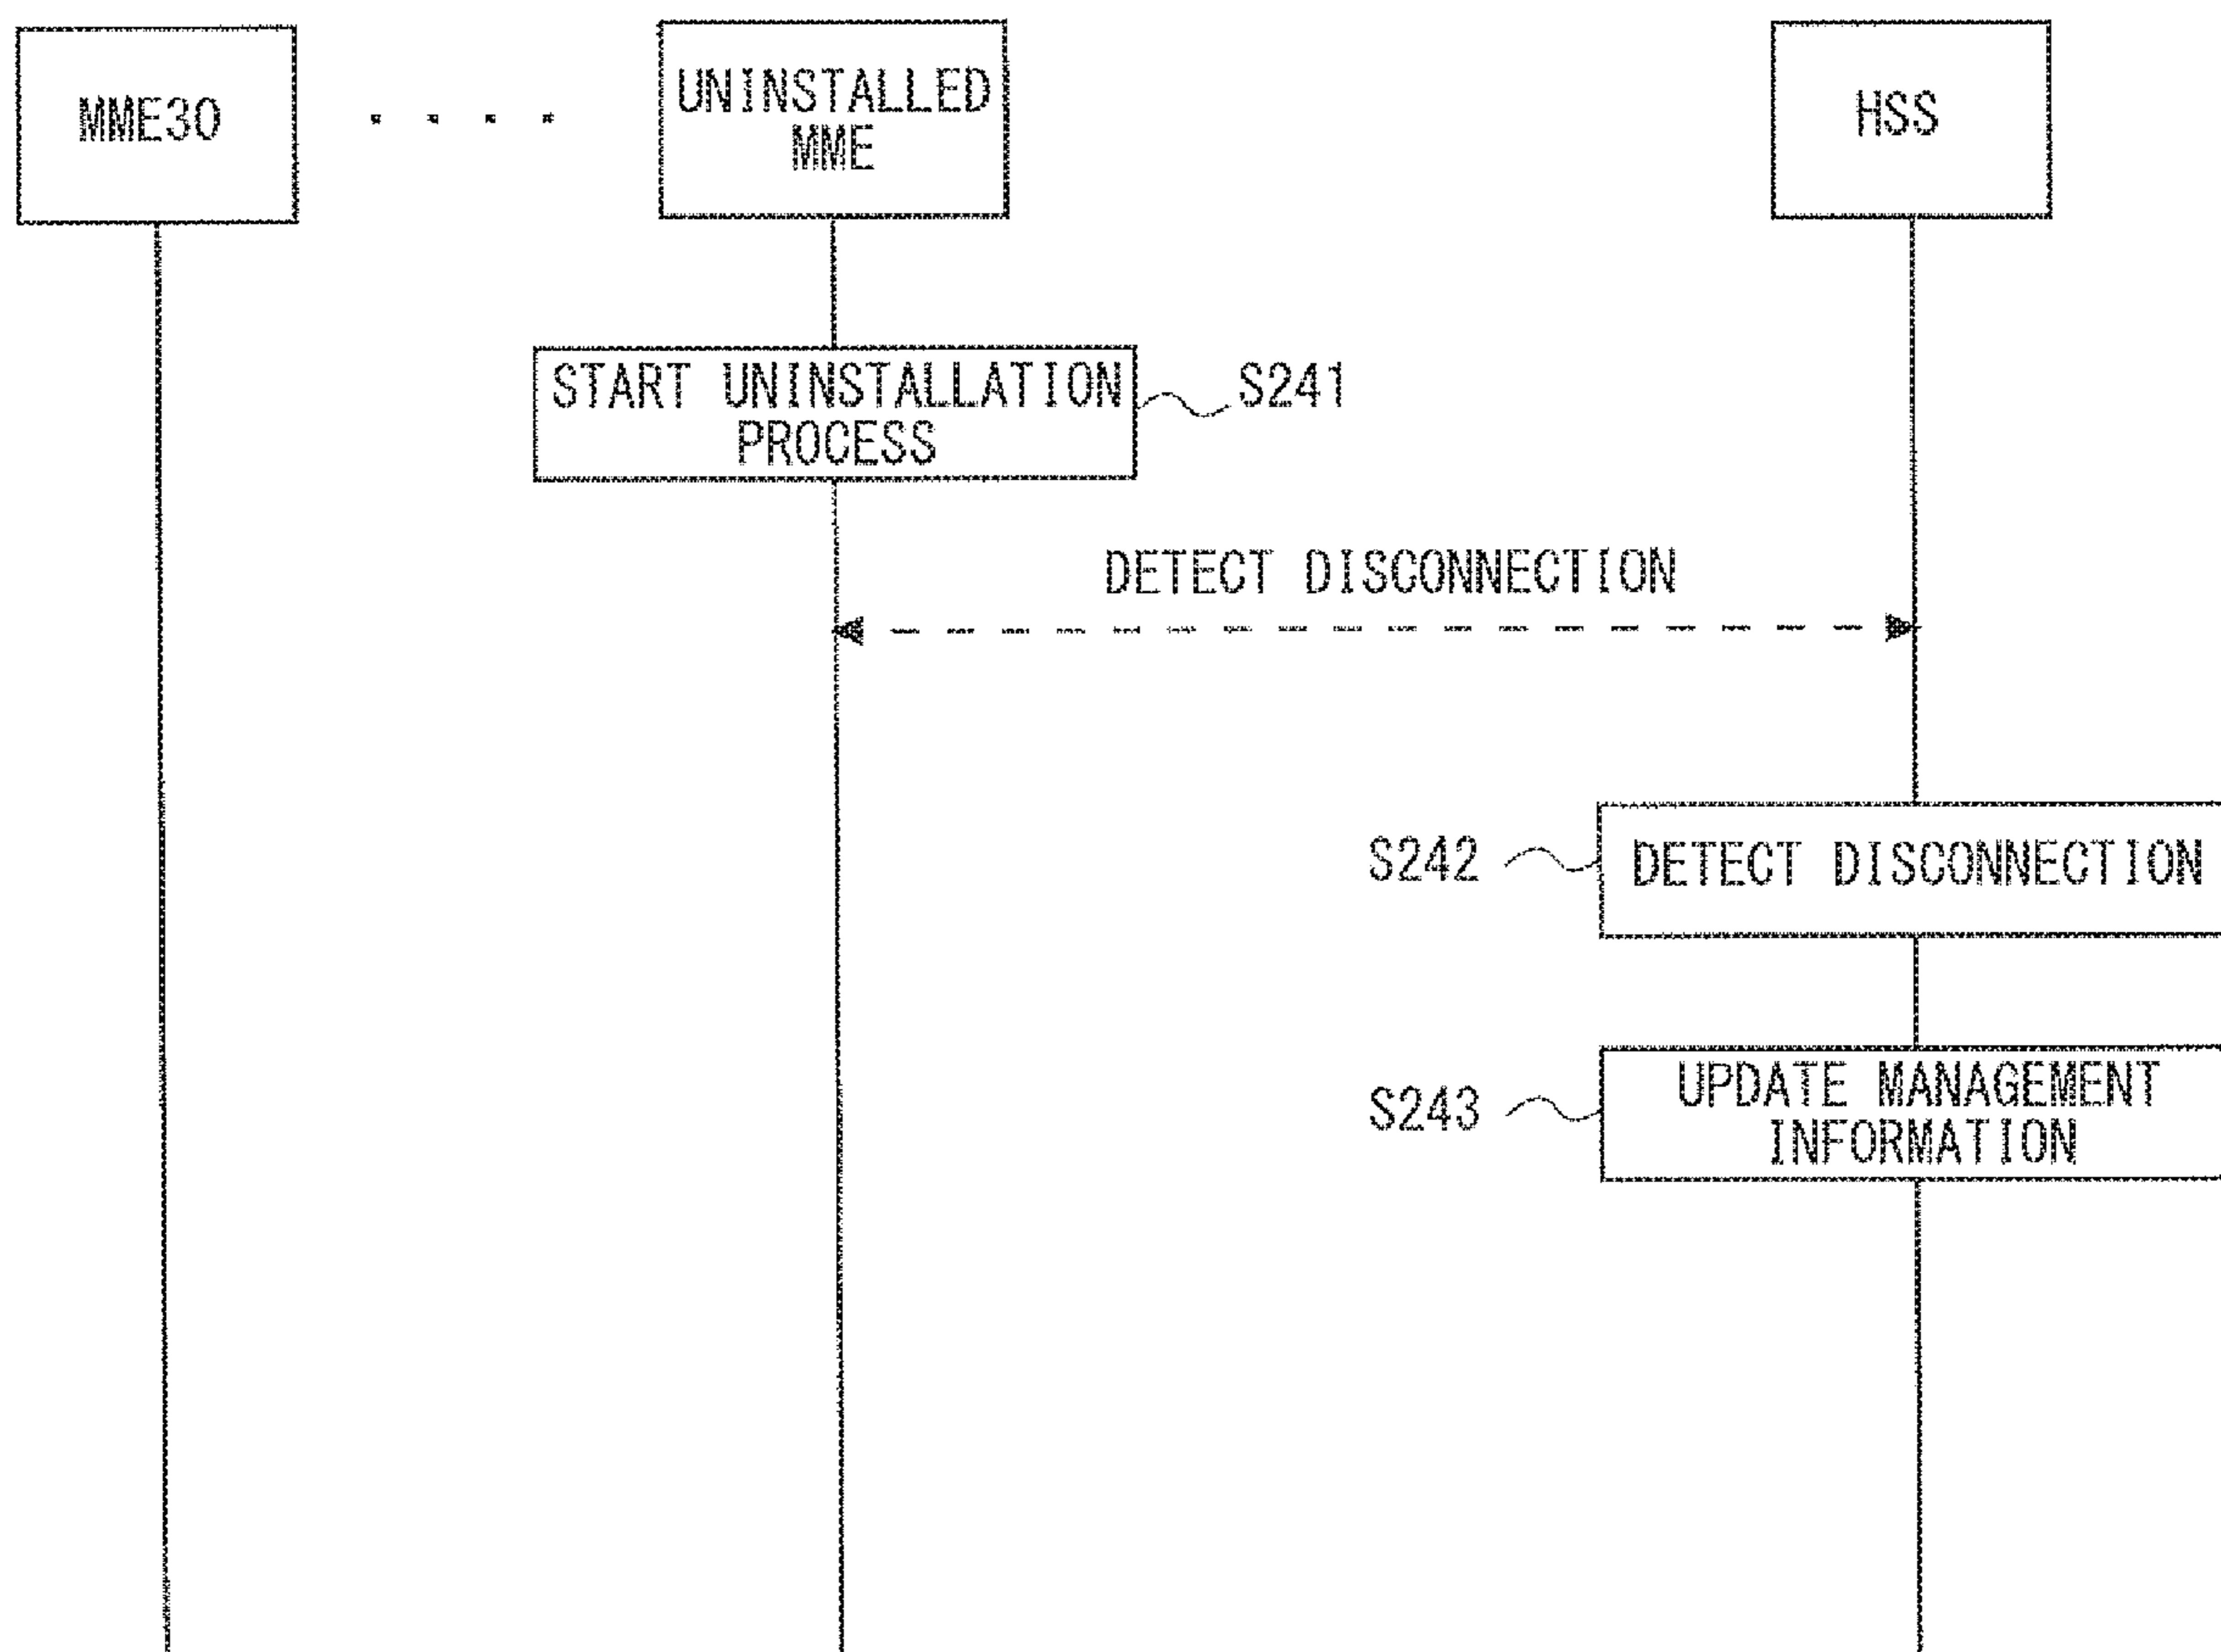 MME30
UNINSTALLED
MME
HSS
START UNINSTALLATION
PROCESS
S241
DETECT DISCONNECTION
S242
DETECT DISCONNECTION
S243
UPDATE MANAGEMENT
INFORMATION